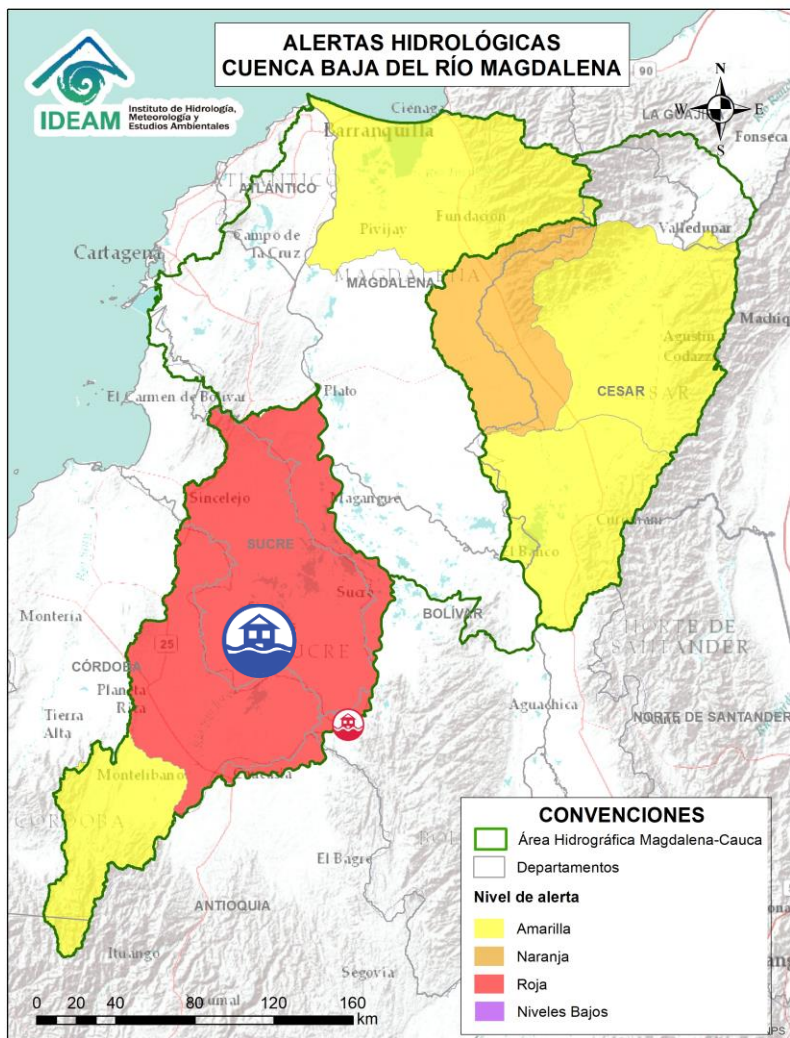 ALERTAS HIDROLÓGICAS
CUENCA BAJA DEL RÍO MAGDALENA
IDEAM
Instituto de Hidrología,
Meteorología y
Estudios Ambientales
N
W
E
S
90
Ciénaga
LA GUAJIRA
Fonseca
Barranquilla
ATLÁNTICO
Pivijay
Fundación
Valledupar
Cartagena
Campo de
La Cruz
MAGDALENA
MAGDALENA
Machiq
Agustín
Codazzi
CESAR
El Carmen de Bolívar
Plato
Sincelejo
Magangué
SUCRE
El Banco
Sucre
BOLÍVAR
Montería
NORTE DE
SANTANDER
25
SUCRE
CÓRDOBA
Planeta
Rica
Aguachica
Tierra
Alta
NORTE DE SANTANDER
Montelíbano
CÓRDOBA
El Bagre
ANTIOQUIA
Ituango
Segovia
0 20 40 80 120 160
km
CONVENCIONES
Área Hidrográfica Magdalena-Cauca
Departamentos
Nivel de alerta
Amarilla
Naranja
Roja
Niveles Bajos